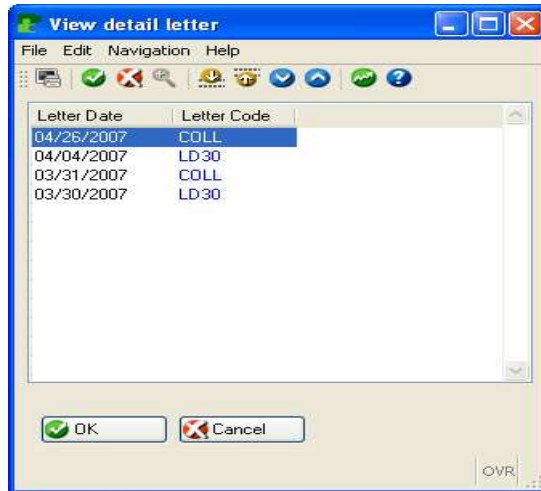 View detail letter
File Edit Navigation Help
Letter Date Letter Code
04/26/2007 COLL
04/04/2007 LD30
03/31/2007 COLL
03/30/2007 LD30
OK Cancel
OVR